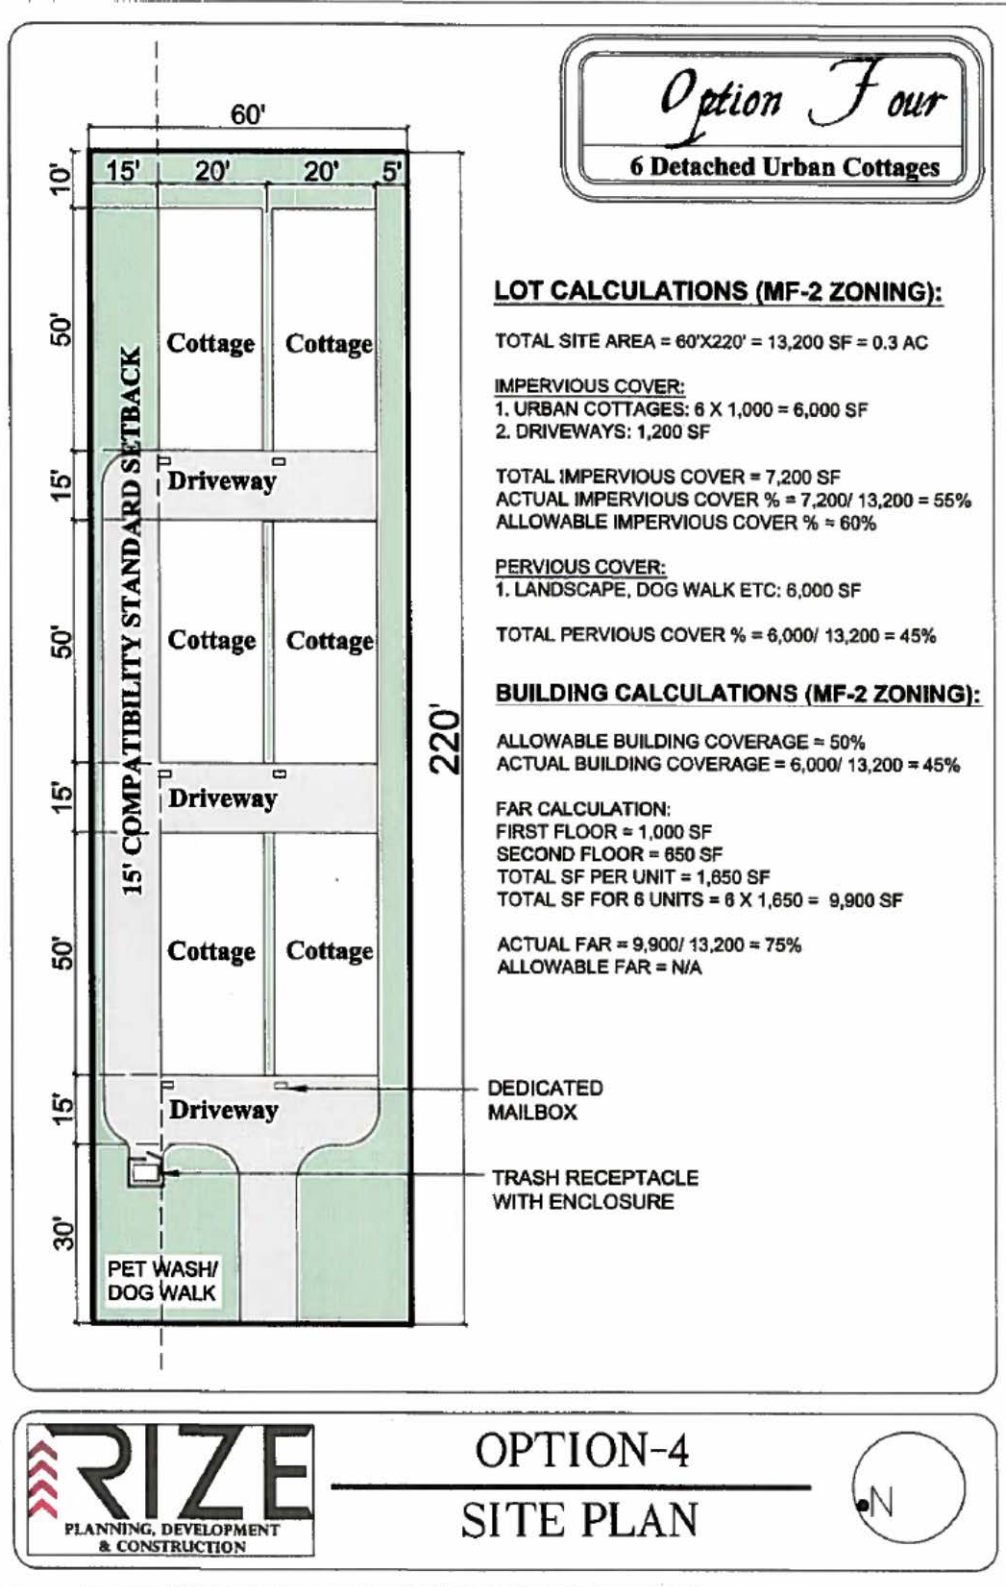 Option Four
6 Detached Urban Cottages
60'
15' 20' 20' 5'
10'
50'
15'
50'
15'
50'
15'
30'
220'
15' COMPATIBILITY STANDARD SETBACK
Cottage Cottage
Driveway
Cottage Cottage
Driveway
Cottage Cottage
Driveway
PET WASH/
DOG WALK
LOT CALCULATIONS (MF-2 ZONING):
TOTAL SITE AREA = 60'X220' = 13,200 SF = 0.3 AC
IMPERVIOUS COVER:
1. URBAN COTTAGES: 6 X 1,000 = 6,000 SF
2. DRIVEWAYS: 1,200 SF
TOTAL IMPERVIOUS COVER = 7,200 SF
ACTUAL IMPERVIOUS COVER % = 7,200/ 13,200 = 55%
ALLOWABLE IMPERVIOUS COVER % = 60%
PERVIOUS COVER:
1. LANDSCAPE, DOG WALK ETC: 6,000 SF
TOTAL PERVIOUS COVER % = 6,000/ 13,200 = 45%
BUILDING CALCULATIONS (MF-2 ZONING):
ALLOWABLE BUILDING COVERAGE = 50%
ACTUAL BUILDING COVERAGE = 6,000/ 13,200 = 45%
FAR CALCULATION:
FIRST FLOOR = 1,000 SF
SECOND FLOOR = 650 SF
TOTAL SF PER UNIT = 1,650 SF
TOTAL SF FOR 6 UNITS = 6 X 1,650 = 9,900 SF
ACTUAL FAR = 9,900/ 13,200 = 75%
ALLOWABLE FAR = N/A
DEDICATED
MAILBOX
TRASH RECEPTACLE
WITH ENCLOSURE
RIZE
PLANNING, DEVELOPMENT
& CONSTRUCTION
OPTION-4
SITE PLAN
N